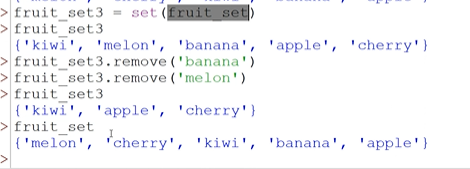 > fruit_set3 = set(fruit_set)
> fruit_set3
{'kiwi', 'melon', 'banana', 'apple', 'cherry'}
> fruit_set3.remove('banana')
> fruit_set3.remove('melon')
> fruit_set3
{'kiwi', 'apple', 'cherry'}
> fruit_set
{'melon', 'cherry', 'kiwi', 'banana', 'apple'}
>